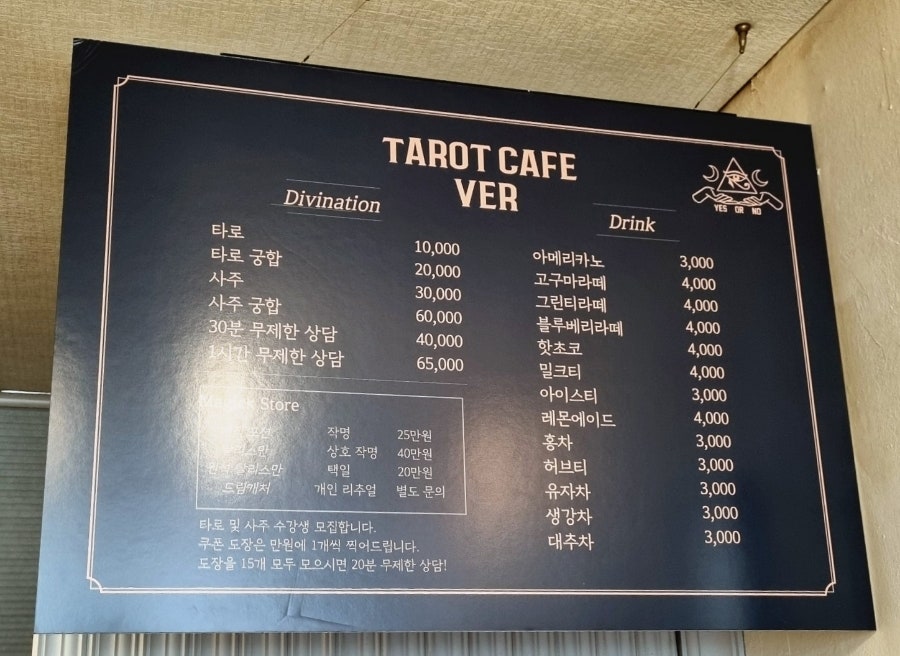 TAROT CAFE
VER
YES OR NO
Divination
타로 10,000
타로 궁합 20,000
사주 30,000
사주 궁합 60,000
30분 무제한 상담 40,000
1시간 무제한 상담 65,000
Store
작명 25만원
상호 작명 40만원
택일 20만원
드림캐쳐 개인 리추얼 별도 문의
타로 및 사주 수강생 모집합니다.
쿠폰 도장은 만원에 1개씩 찍어드립니다.
도장을 15개 모두 모으시면 20분 무제한 상담!
Drink
아메리카노 3,000
고구마라떼 4,000
그린티라떼 4,000
블루베리라떼 4,000
핫초코 4,000
밀크티 4,000
아이스티 3,000
레몬에이드 4,000
홍차 3,000
허브티 3,000
유자차 3,000
생강차 3,000
대추차 3,000